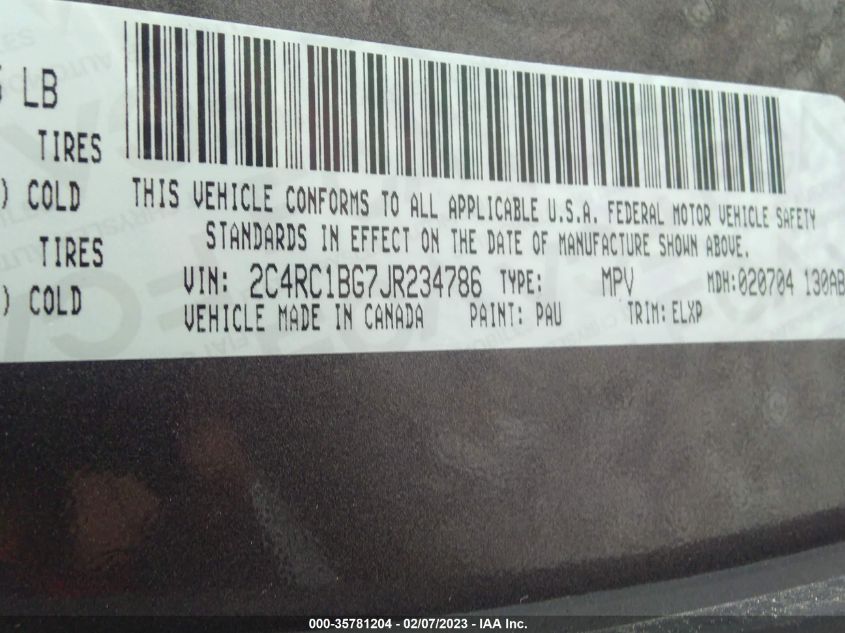 LB
TIRES
) COLD
TIRES
) COLD
THIS VEHICLE CONFORMS TO ALL APPLICABLE U.S.A. FEDERAL MOTOR VEHICLE SAFETY
STANDARDS IN EFFECT ON THE DATE OF MANUFACTURE SHOWN ABOVE.
VIN: 2C4RC1BG7JR234786 TYPE: MPV MDH:020704 130AB
VEHICLE MADE IN CANADA PAINT: PAU TRIM: ELXP
000-35781204 - 02/07/2023 - IAA Inc.